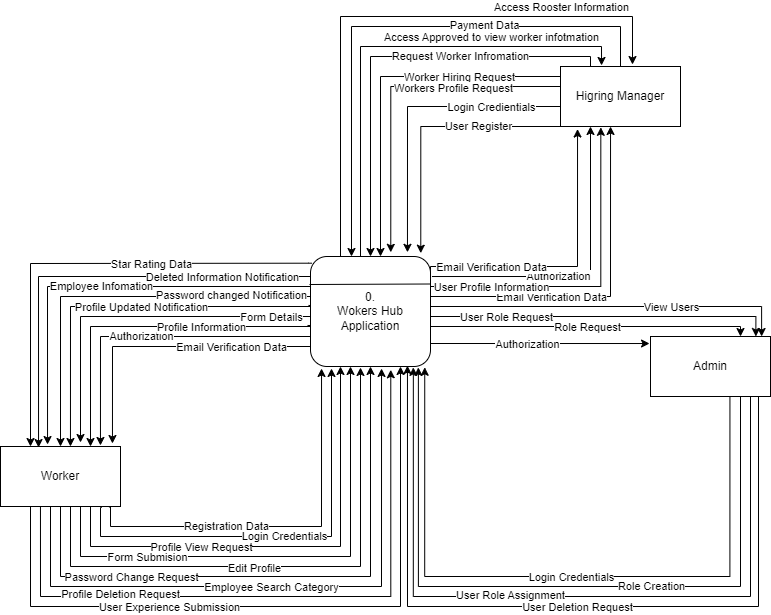 Access Rooster Information
Payment Data
Access Approved to view worker infotmation
Request Worker Infromation
Worker Hiring Request
Workers Profile Request
Login Credientials
User Register
Higring Manager
Star Rating Data
Deleted Information Notification
Employee Infomation
Password changed Notification
Profile Updated Notification
Form Details
Profile Information
Authorization
Email Verification Data
0.
Wokers Hub
Application
Email Verification Data
Authorization
User Profile Information
Email Verification Data
View Users
User Role Request
Role Request
Authorization
Admin
Worker
Registration Data
Login Credentials
Profile View Request
Form Submision
Edit Profile
Password Change Request
Employee Search Category
Profile Deletion Request
User Experience Submission
Login Credentials
Role Creation
User Role Assignment
User Deletion Request